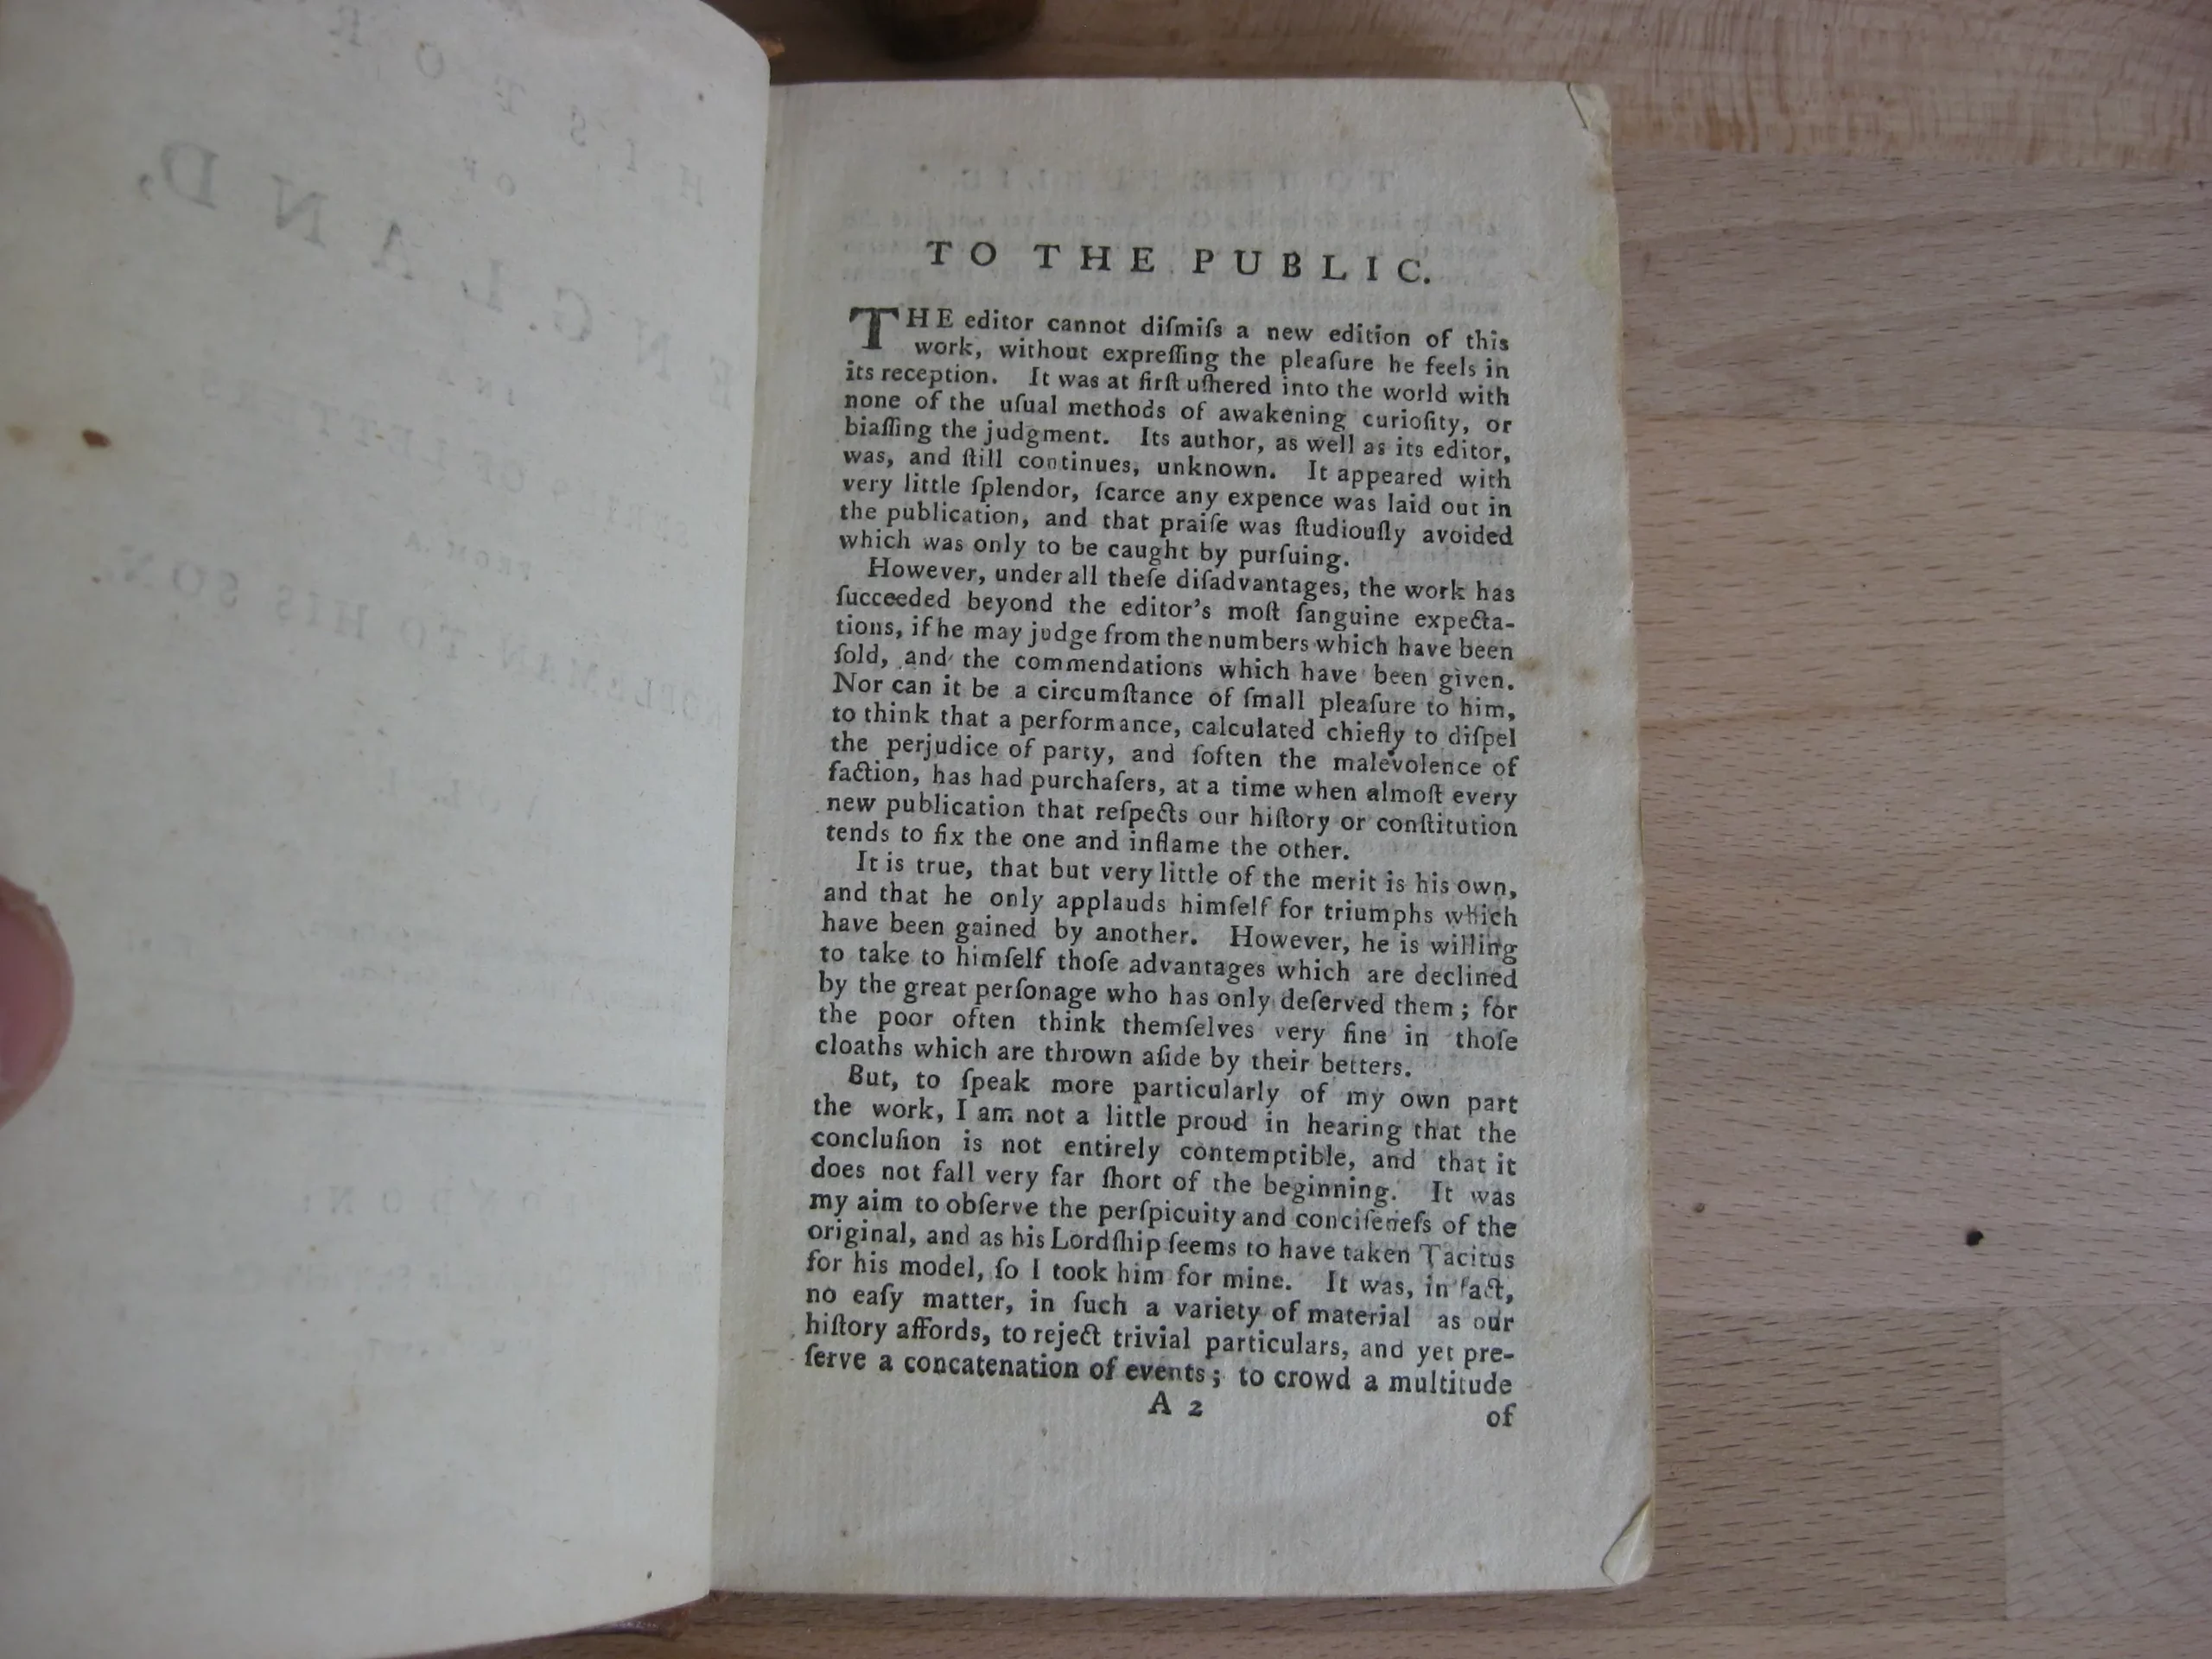 TO THE PUBLIC.
THE editor cannot diſmiſs a new edition of this
work, without expreſſing the pleaſure he feels in
its reception. It was at firſt uſhered into the world with
none of the uſual methods of awakening curioſity, or
biaſſing the judgment. Its author, as well as its editor,
was, and ſtill continues, unknown. It appeared with
very little ſplendor, ſcarce any expence was laid out in
the publication, and that praiſe was ſtudiouſly avoided
which was only to be caught by purſuing.
However, under all theſe diſadvantages, the work has
ſucceeded beyond the editor's moſt ſanguine expecta-
tions, if he may judge from the numbers which have been
ſold, and the commendations which have been given.
Nor can it be a circumſtance of ſmall pleaſure to him,
to think that a performance, calculated chiefly to diſpel
the perjudice of party, and ſoften the malevolence of
faction, has had purchaſers, at a time when almoſt every
new publication that reſpects our hiſtory or conſtitution
tends to fix the one and inflame the other.
It is true, that but very little of the merit is his own,
and that he only applauds himſelf for triumphs which
have been gained by another. However, he is willing
to take to himſelf thoſe advantages which are declined
by the great perſonage who has only deſerved them; for
the poor often think themſelves very fine in thoſe
cloaths which are thrown aſide by their betters.
But, to ſpeak more particularly of my own part
the work, I am not a little proud in hearing that the
concluſion is not entirely contemptible, and that it
does not fall very far ſhort of the beginning. It was
my aim to obſerve the perſpicuity and conciſeneſs of the
original, and as his Lordſhip ſeems to have taken Tacitus
for his model, ſo I took him for mine. It was, in fact,
no eaſy matter, in ſuch a variety of material as our
hiſtory affords, to reject trivial particulars, and yet pre-
ſerve a concatenation of events; to crowd a multitude
A 2
of